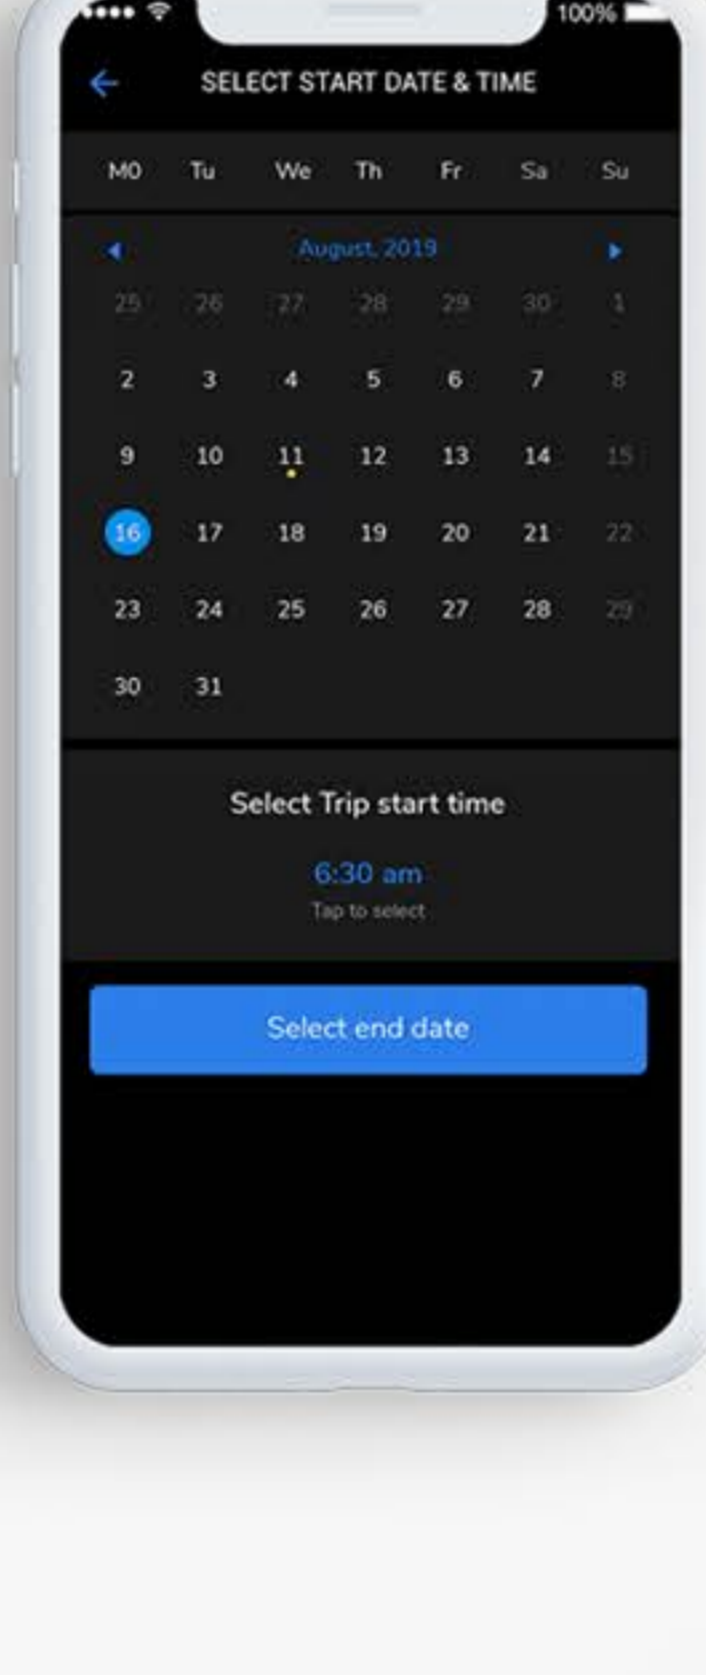 100%
SELECT START DATE & TIME
MO Tu We Th Fr Sa Su
August, 2019
25 26 27 28 29 30 1
2 3 4 5 6 7 8
9 10 11 12 13 14 15
16 17 18 19 20 21 22
23 24 25 26 27 28 29
30 31
Select Trip start time
6:30 am
Tap to select
Select end date